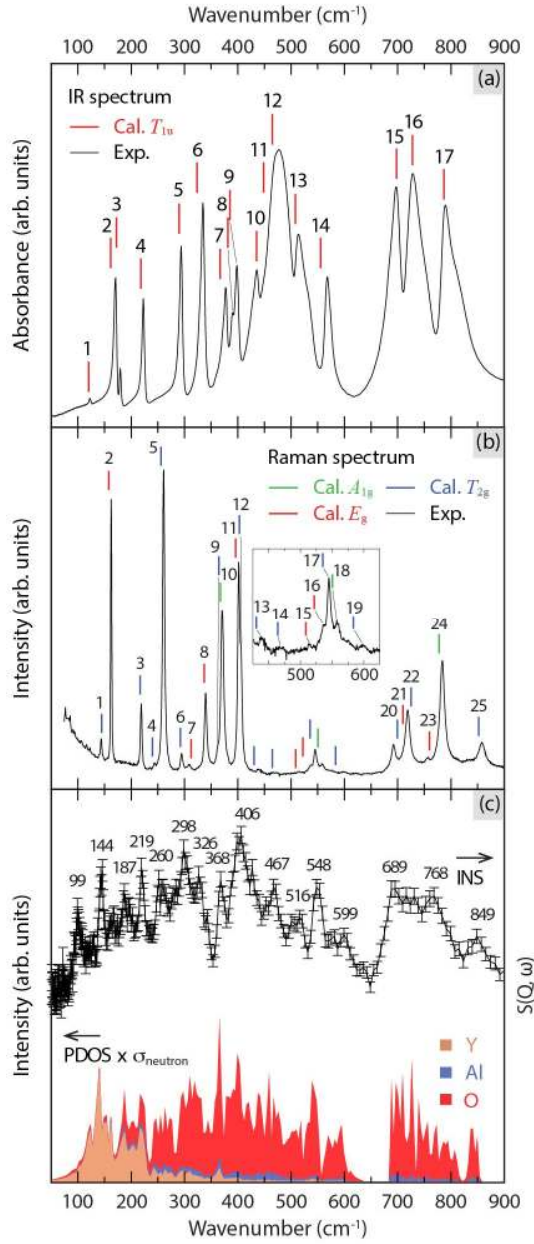 Wavenumber (cm⁻¹)
100 200 300 400 500 600 700 800 900
(a)
IR spectrum
Cal. T₁ᵤ
Exp.
Absorbance (arb. units)
1
2
3
4
5
6
7
8
9
10
11
12
13
14
15
16
17
(b)
Raman spectrum
Cal. A₁g
Cal. T₂g
Cal. Eg
Exp.
Intensity (arb. units)
1
2
3
4
5
6
7
8
9
10
11
12
13
14
15
16
17
18
19
500 600
20
21
22
23
24
25
(c)
99
144
187
219
260
298
326
368
406
467
516
548
599
689
768
849
INS
Intensity (arb. units)
S(Q, ω)
PDOS x σneutron
Y
Al
O
100 200 300 400 500 600 700 800 900
Wavenumber (cm⁻¹)